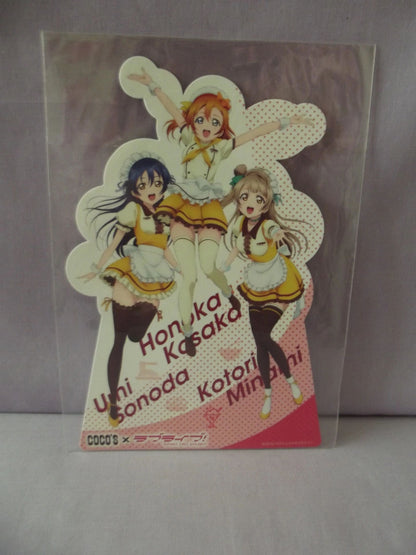 Honoka
Kosaka
Umi
Sonoda
Kotori
Minami
COCO'S × ラブライブ!